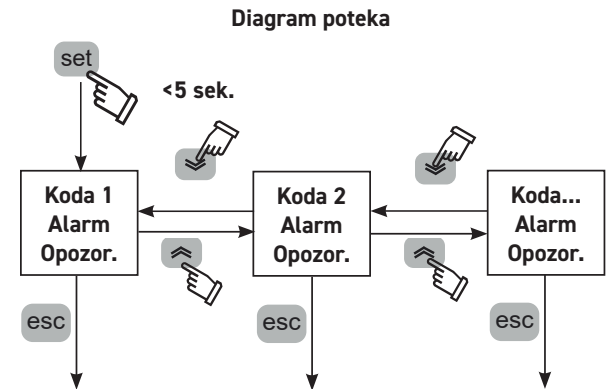 Diagram poteka
set
<5 sek.
Koda 1
Alarm
Opozor.
Koda 2
Alarm
Opozor.
Koda...
Alarm
Opozor.
esc
esc
esc